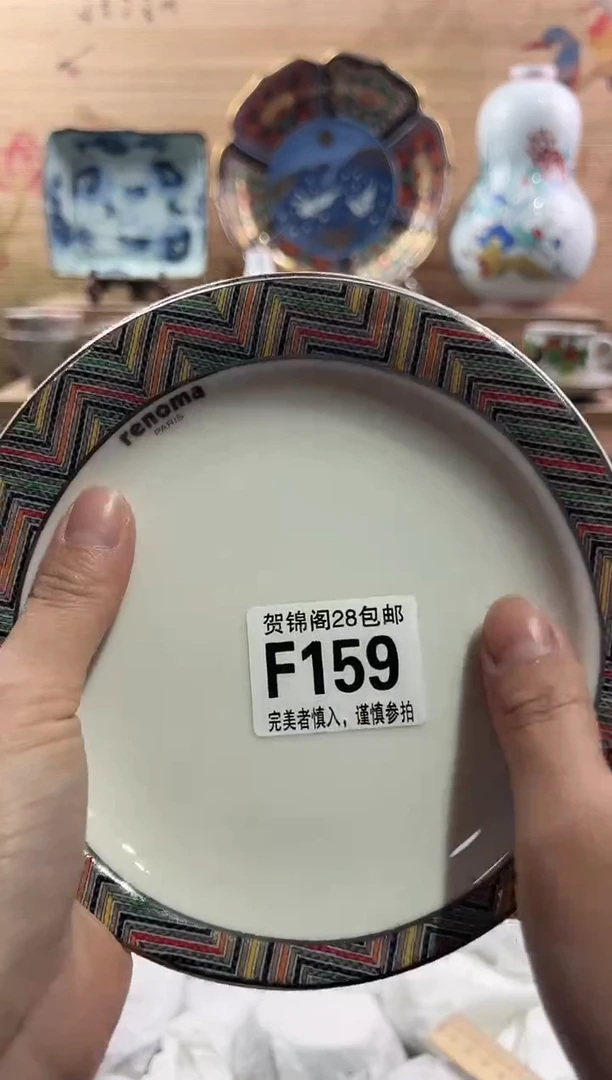 renoma
PARIS
贺锦阁28包邮
F159
完美者慎入，谨慎参拍